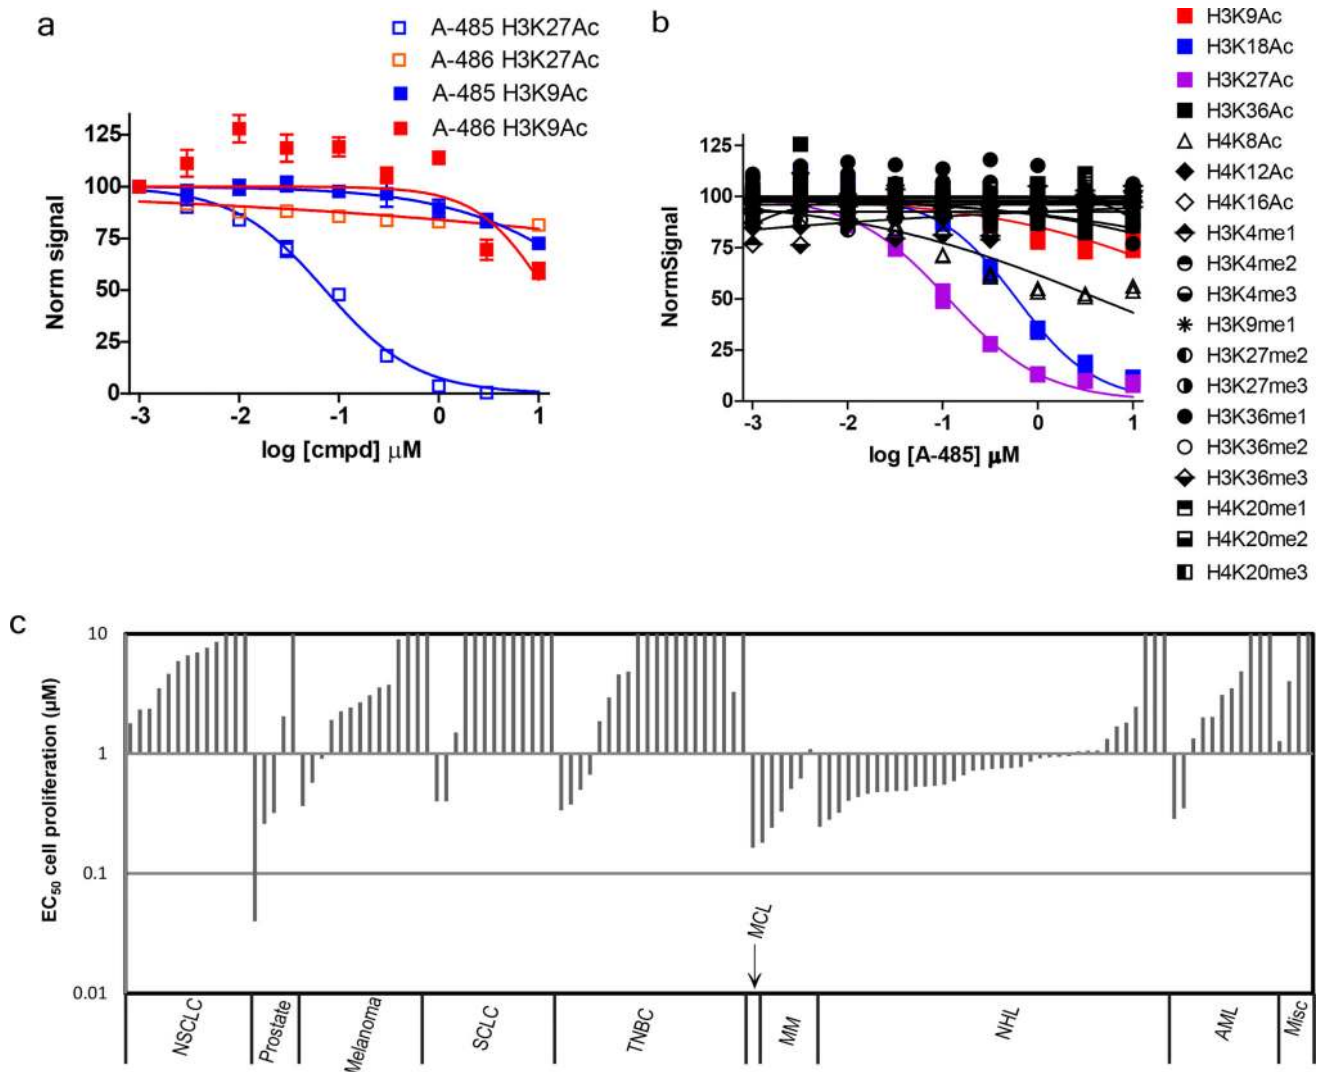 a
A-485 H3K27Ac
A-486 H3K27Ac
A-485 H3K9Ac
A-486 H3K9Ac
Norm signal
125
100
75
50
25
0
-3 -2 -1 0 1
log [cmpd] µM
b
H3K9Ac
H3K18Ac
H3K27Ac
H3K36Ac
H4K8Ac
H4K12Ac
H4K16Ac
H3K4me1
H3K4me2
H3K4me3
H3K9me1
H3K27me2
H3K27me3
H3K36me1
H3K36me2
H3K36me3
H4K20me1
H4K20me2
H4K20me3
NormSignal
125
100
75
50
25
0
-3 -2 -1 0 1
log [A-485] µM
c
EC50 cell proliferation (µM)
10
1
0.1
0.01
MCL
NSCLC
Prostate
Melanoma
SCLC
TNBC
MM
NHL
AML
Misc